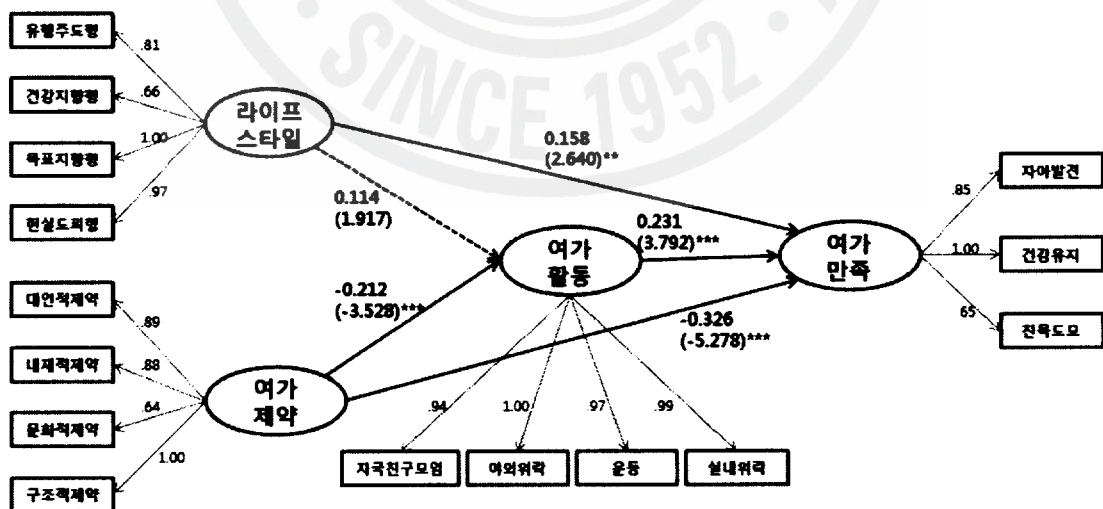 SINCE 1952
유행주도형
.81
건강지향형
.66
라이프
스타일
목표지향형
1.00
현실도피형
.97
0.158
(2.640)**
0.114
(1.917)
자아발견
.85
여가
활동
0.231
(3.792)***
여가
만족
건강유지
1.00
친목도모
.65
대인적제약
.89
-0.212
(-3.528)***
-0.326
(-5.278)***
내재적제약
.88
여가
제약
문화적제약
.64
구조적제약
1.00
.94
1.00
.97
.99
자국친구모임
야외위락
운동
실내위락